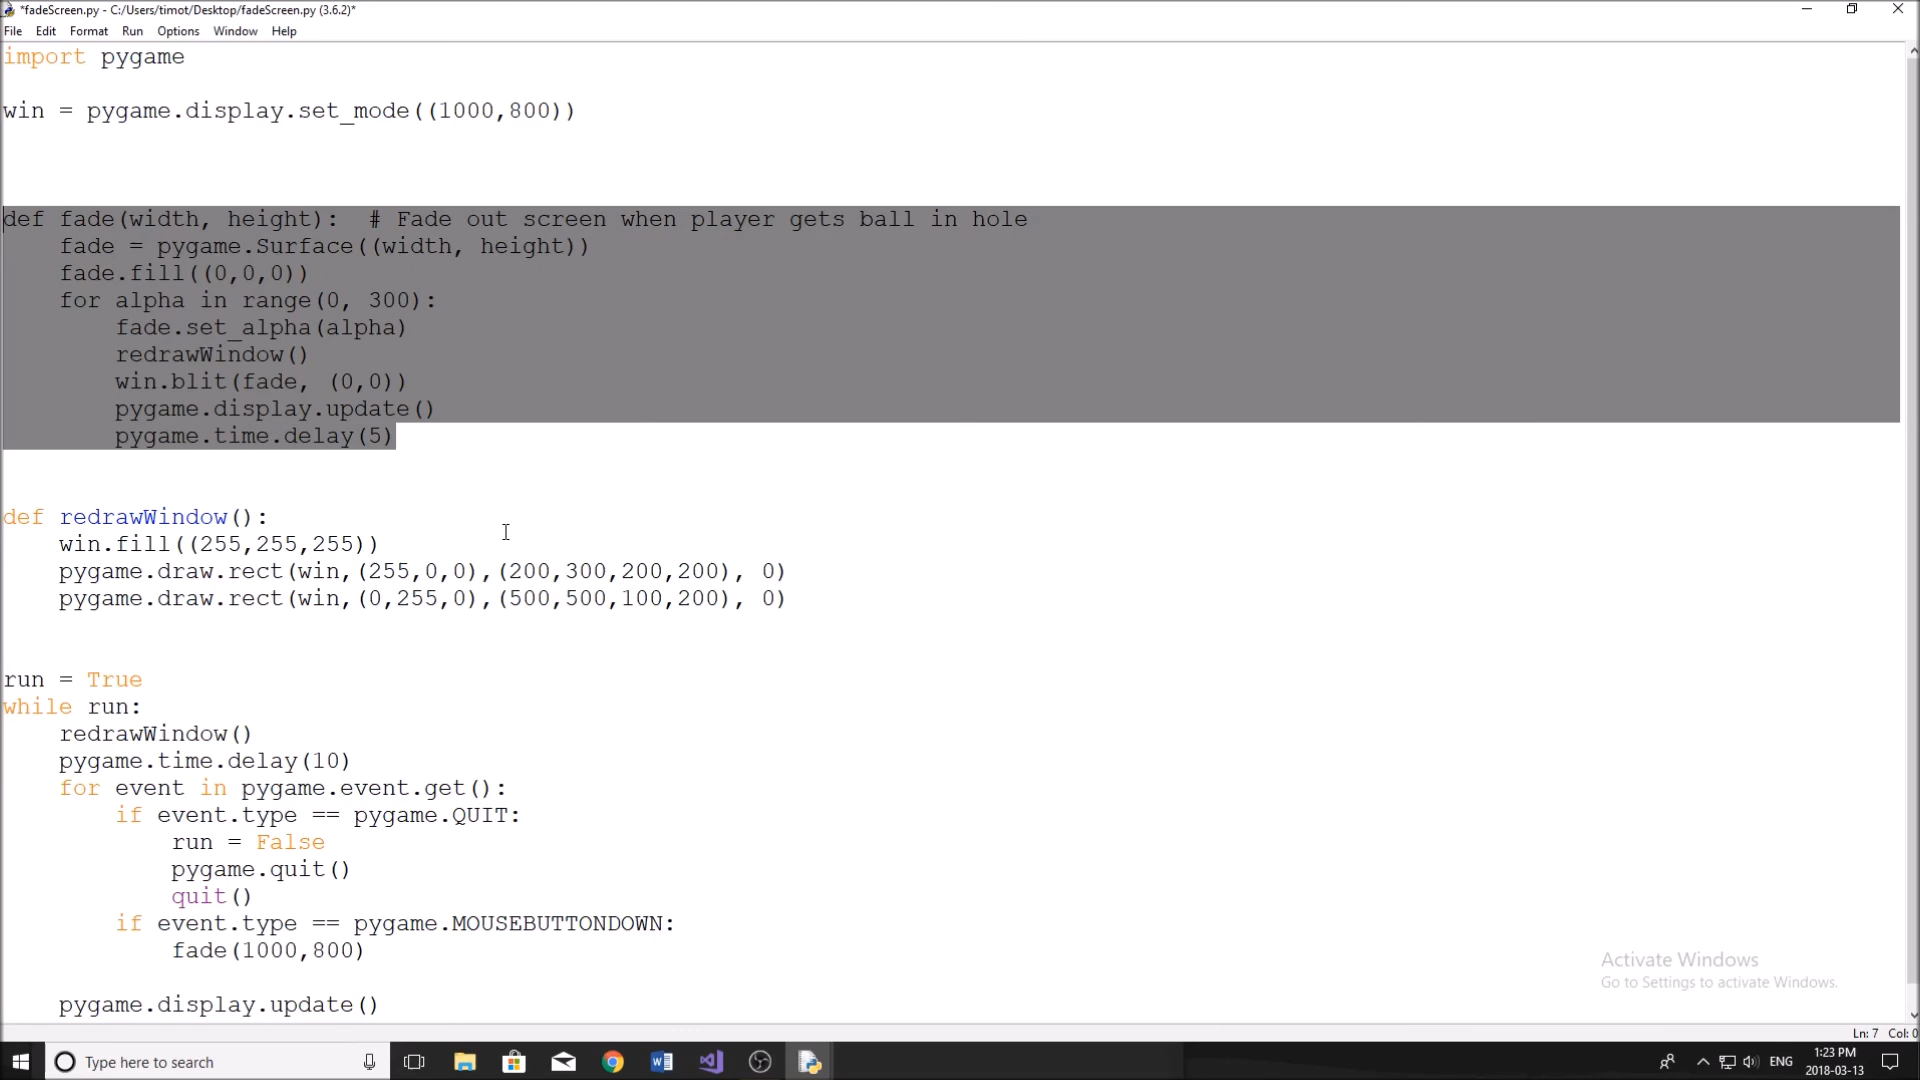 *fadeScreen.py - C:/Users/timot/Desktop/fadeScreen.py (3.6.2)*
File Edit Format Run Options Window Help
import pygame
win = pygame.display.set_mode((1000,800))
def fade(width, height):  # Fade out screen when player gets ball in hole
    fade = pygame.Surface((width, height))
    fade.fill((0,0,0))
    for alpha in range(0, 300):
        fade.set_alpha(alpha)
        redrawWindow()
        win.blit(fade, (0,0))
        pygame.display.update()
        pygame.time.delay(5)
def redrawWindow():
    win.fill((255,255,255))
    pygame.draw.rect(win,(255,0,0),(200,300,200,200), 0)
    pygame.draw.rect(win,(0,255,0),(500,500,100,200), 0)
run = True
while run:
    redrawWindow()
    pygame.time.delay(10)
    for event in pygame.event.get():
        if event.type == pygame.QUIT:
            run = False
            pygame.quit()
            quit()
        if event.type == pygame.MOUSEBUTTONDOWN:
            fade(1000,800)
    pygame.display.update()
Activate Windows
Go to Settings to activate Windows.
Ln: 7 Col: 0
Type here to search
ENG
1:23 PM
2018-03-13